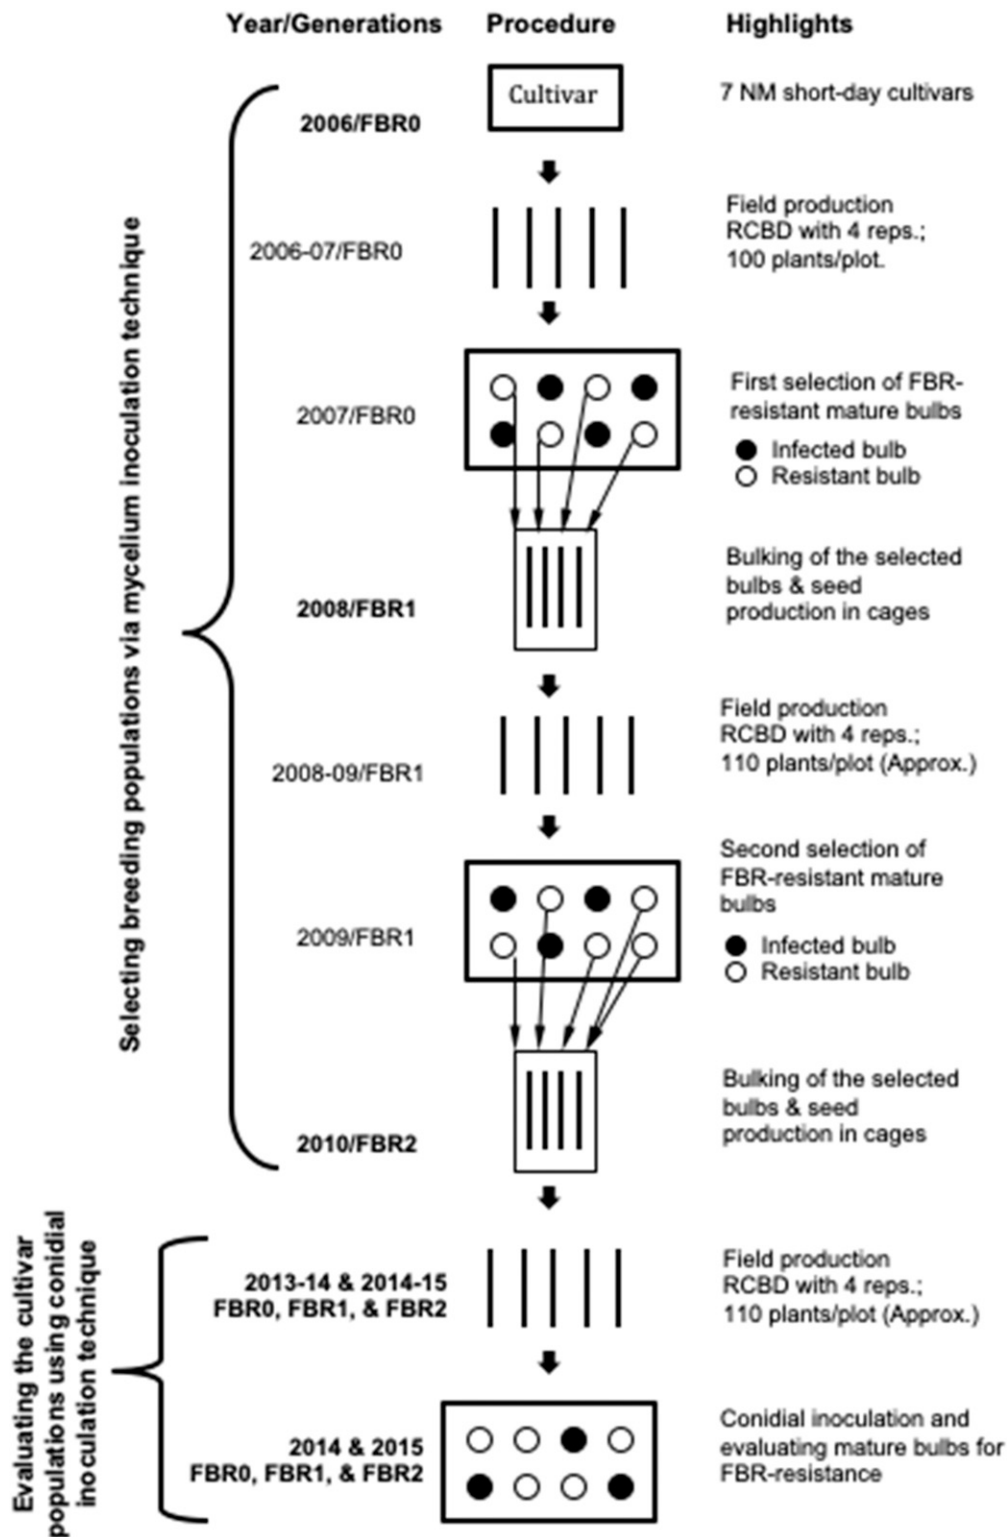 Year/Generations Procedure Highlights
Cultivar
7 NM short-day cultivars
2006/FBR0
Field production
RCBD with 4 reps.;
100 plants/plot.
2006-07/FBR0
First selection of FBR-
resistant mature bulbs
Infected bulb
Resistant bulb
2007/FBR0
Bulking of the selected
bulbs & seed
production in cages
2008/FBR1
Field production
RCBD with 4 reps.;
110 plants/plot (Approx.)
2008-09/FBR1
Second selection of
FBR-resistant mature
bulbs
Infected bulb
Resistant bulb
2009/FBR1
Bulking of the selected
bulbs & seed
production in cages
2010/FBR2
Selecting breeding populations via mycelium inoculation technique
Field production
RCBD with 4 reps.;
110 plants/plot (Approx.)
2013-14 & 2014-15
FBR0, FBR1, & FBR2
Conidial inoculation and
evaluating mature bulbs for
FBR-resistance
2014 & 2015
FBR0, FBR1, & FBR2
Evaluating the cultivar
populations using conidial
inoculation technique